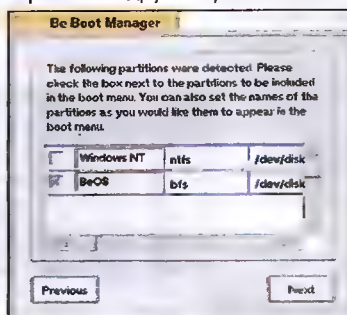 Be Boot Manager
The following partitions were detected. Please
check the box next to the partitions to be included
in the boot menu. You can also set the names of the
partitions as you would like them to appear in the
boot menu.
Windows NT ntfs /dev/disk
BeOS bfs /dev/disk
Previous Next